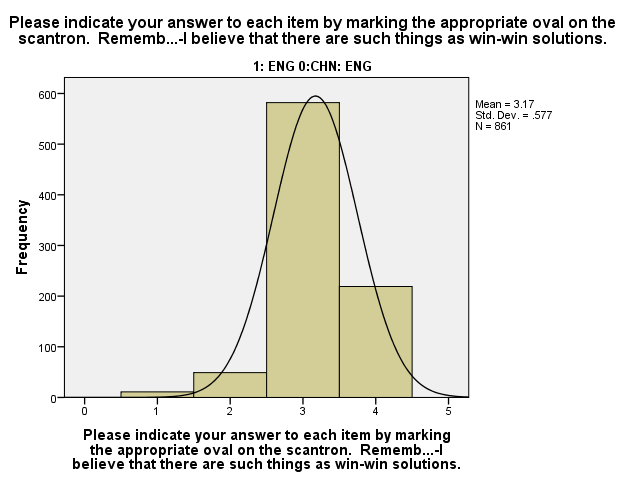 Please indicate your answer to each item by marking the appropriate oval on the
scantron.  Rememb...-I believe that there are such things as win-win solutions.
1: ENG 0:CHN: ENG
Mean = 3.17
Std. Dev. = .577
N = 861
Frequency
600
500
400
300
200
100
0
0 1 2 3 4 5
Please indicate your answer to each item by marking
the appropriate oval on the scantron.  Rememb...-I
believe that there are such things as win-win solutions.